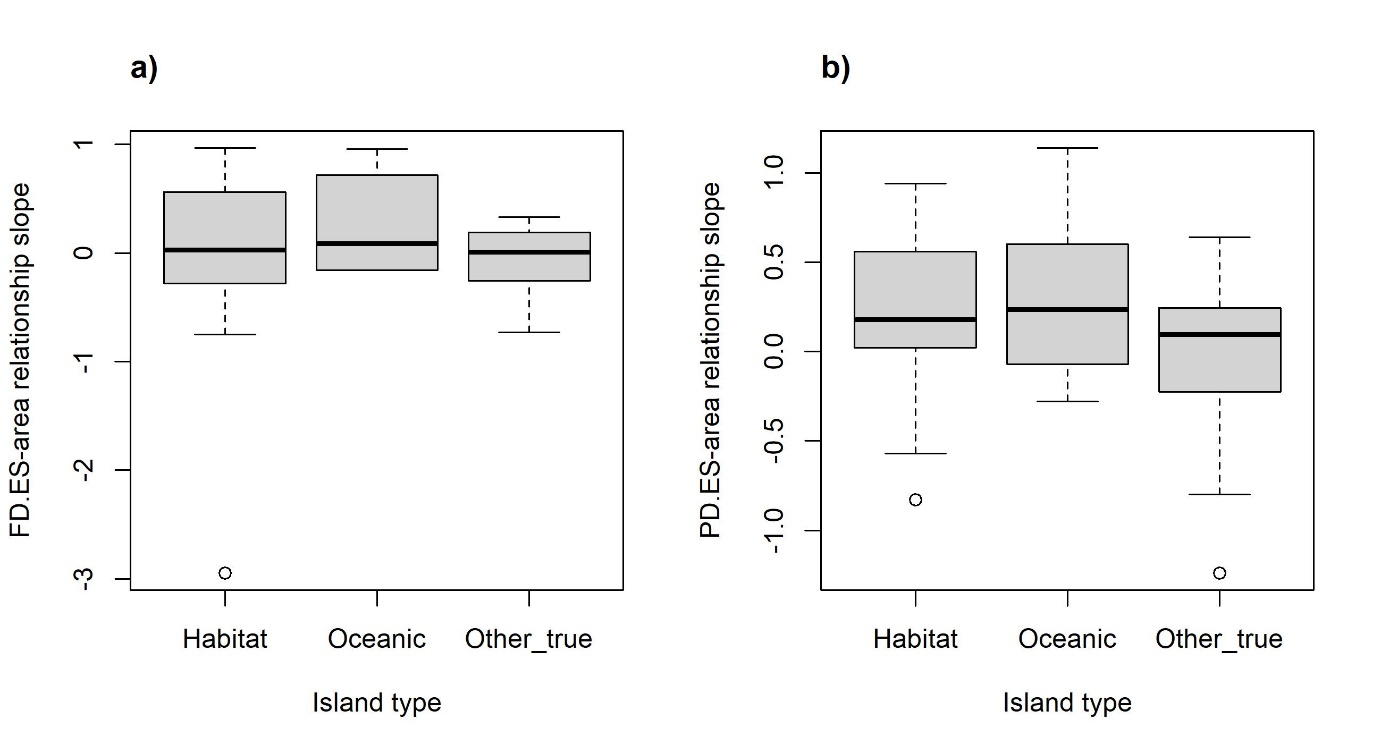 a)
FD.ES-area relationship slope
1
0
-1
-2
-3
Habitat Oceanic Other_true
Island type
b)
PD.ES-area relationship slope
1.0
0.5
0.0
-0.5
-1.0
Habitat Oceanic Other_true
Island type